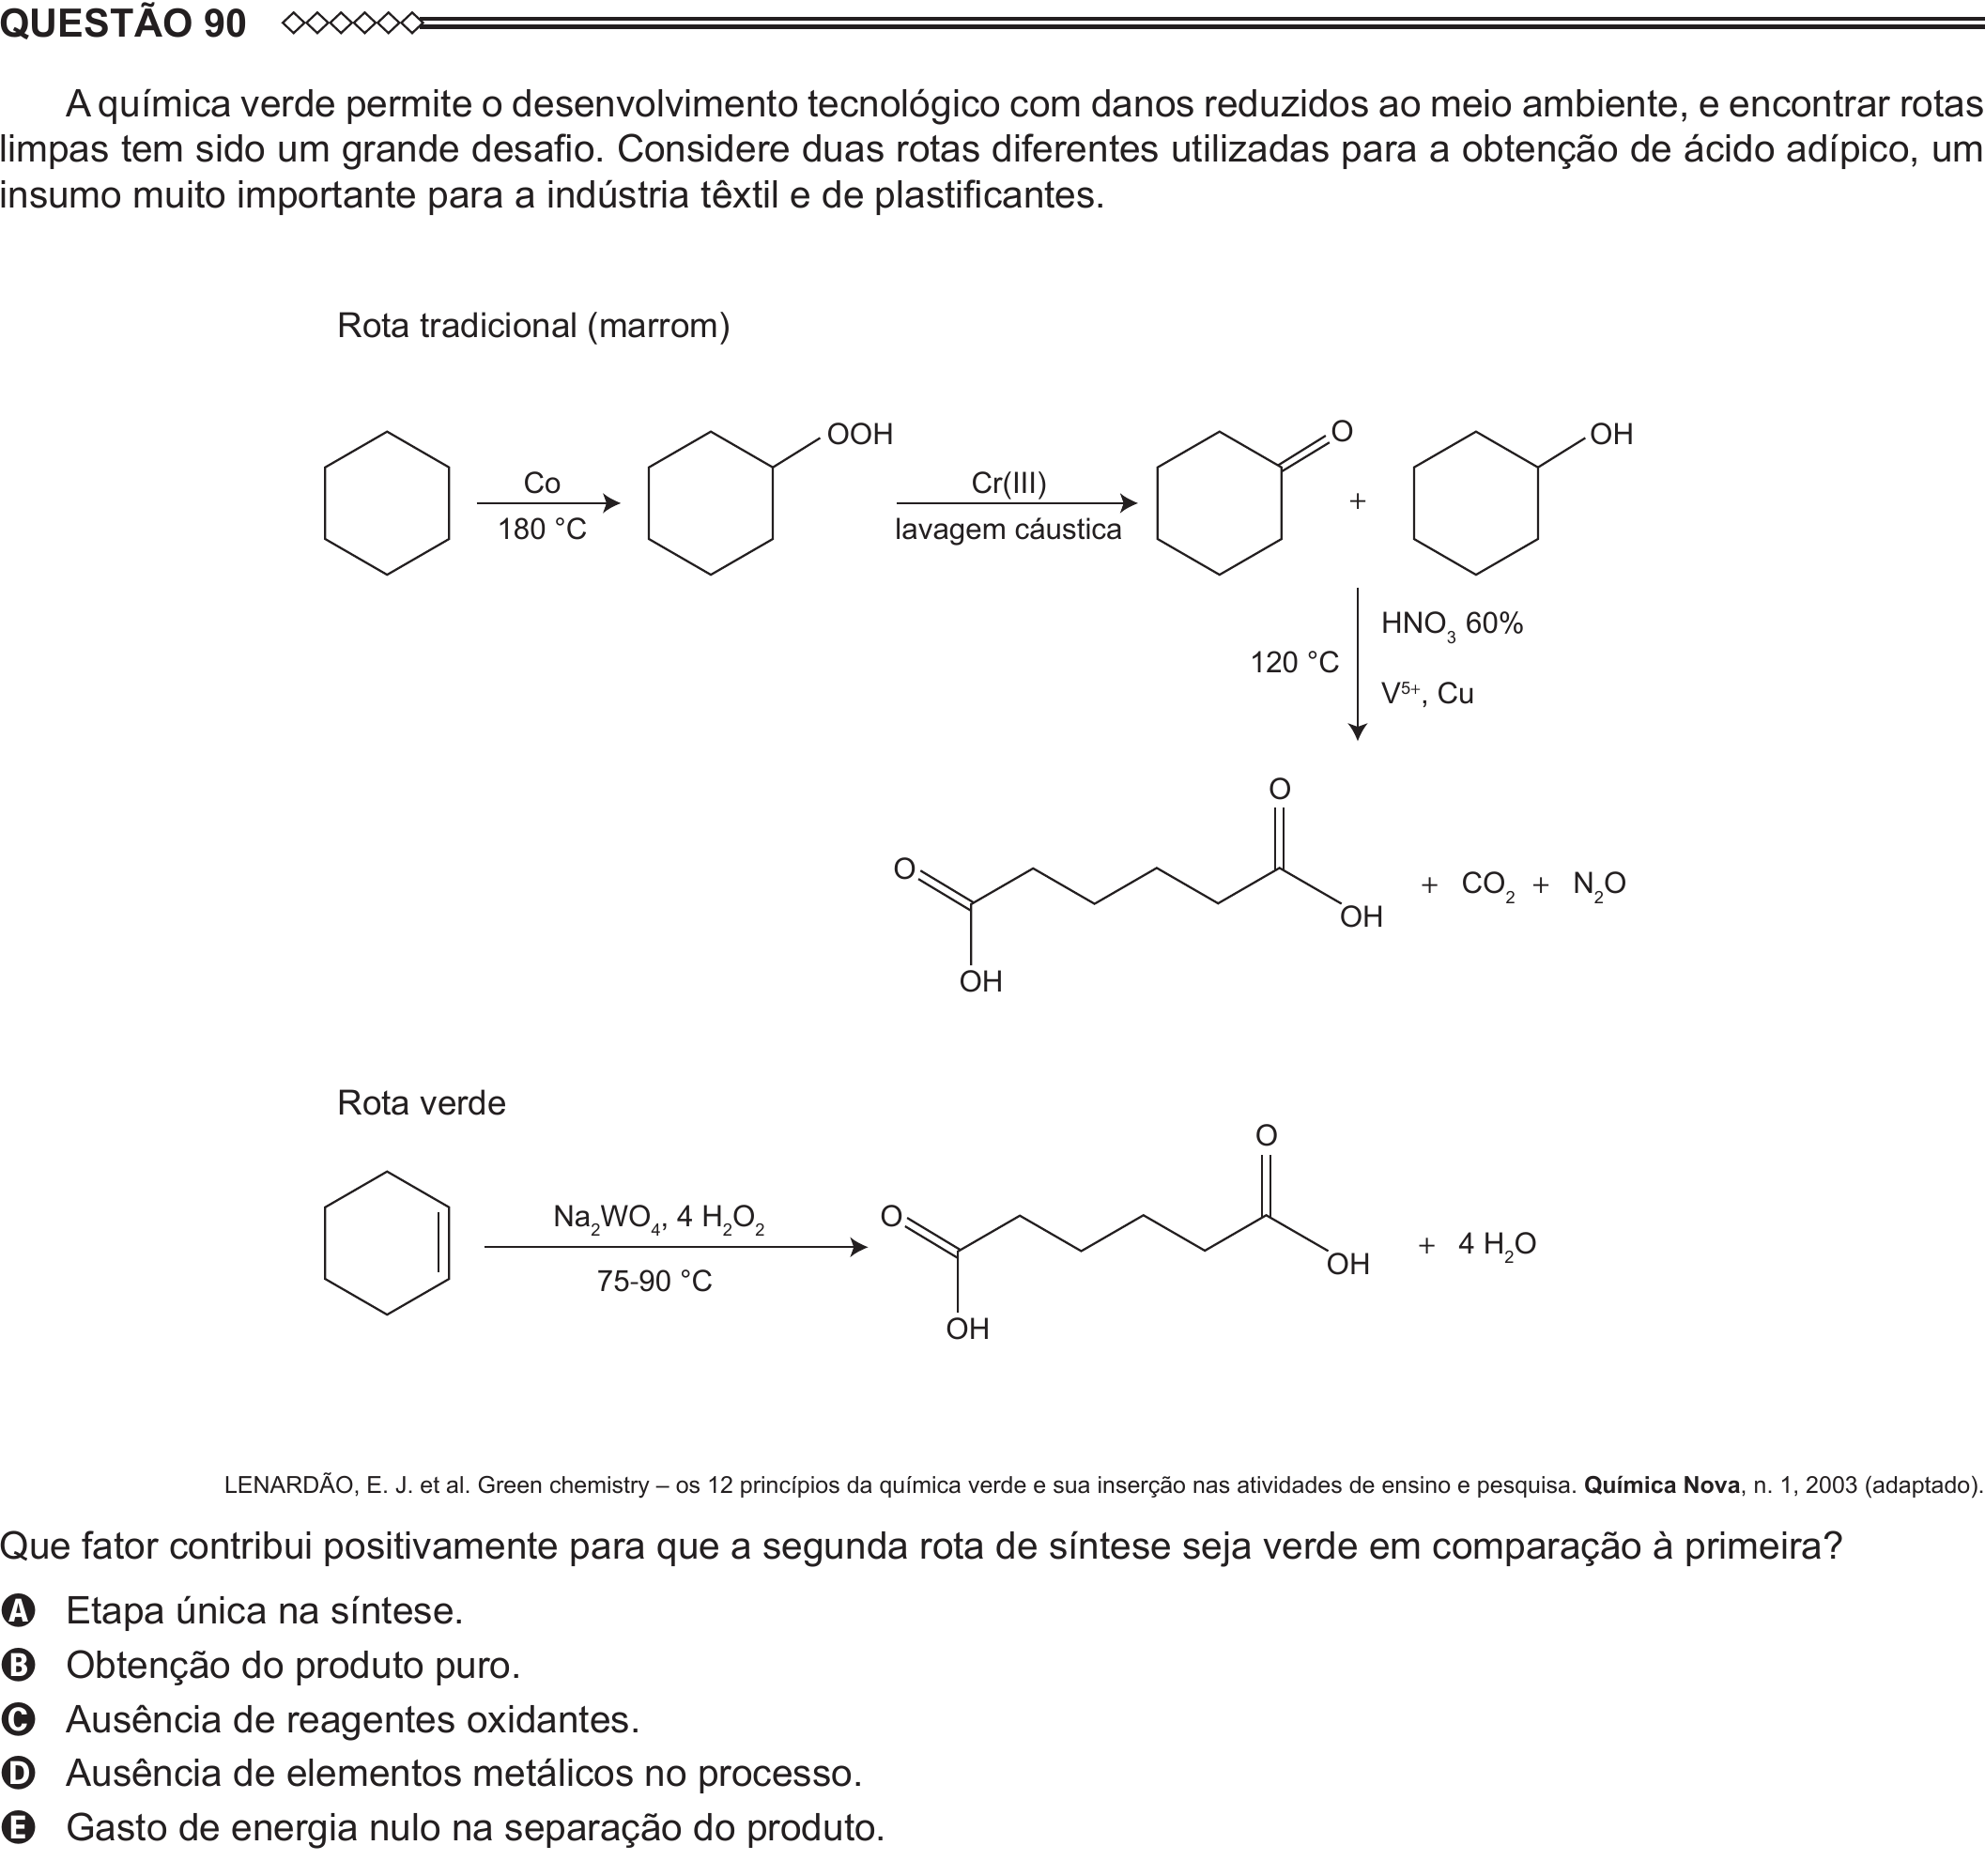 QUESTÃO 90
A química verde permite o desenvolvimento tecnológico com danos reduzidos ao meio ambiente, e encontrar rotas
limpas tem sido um grande desafio. Considere duas rotas diferentes utilizadas para a obtenção de ácido adípico, um
insumo muito importante para a indústria têxtil e de plastificantes.
Rota tradicional (marrom)
Co
180 °C
OOH
Cr(III)
lavagem cáustica
O
+
OH
120 °C
HNO3 60%
V5+, Cu
O
O
OH
OH
+ CO2 + N2O
Rota verde
Na2WO4, 4 H2O2
75-90 °C
O
O
OH
OH
+ 4 H2O
LENARDÃO, E. J. et al. Green chemistry – os 12 princípios da química verde e sua inserção nas atividades de ensino e pesquisa. Química Nova, n. 1, 2003 (adaptado).
Que fator contribui positivamente para que a segunda rota de síntese seja verde em comparação à primeira?
A Etapa única na síntese.
B Obtenção do produto puro.
C Ausência de reagentes oxidantes.
D Ausência de elementos metálicos no processo.
E Gasto de energia nulo na separação do produto.